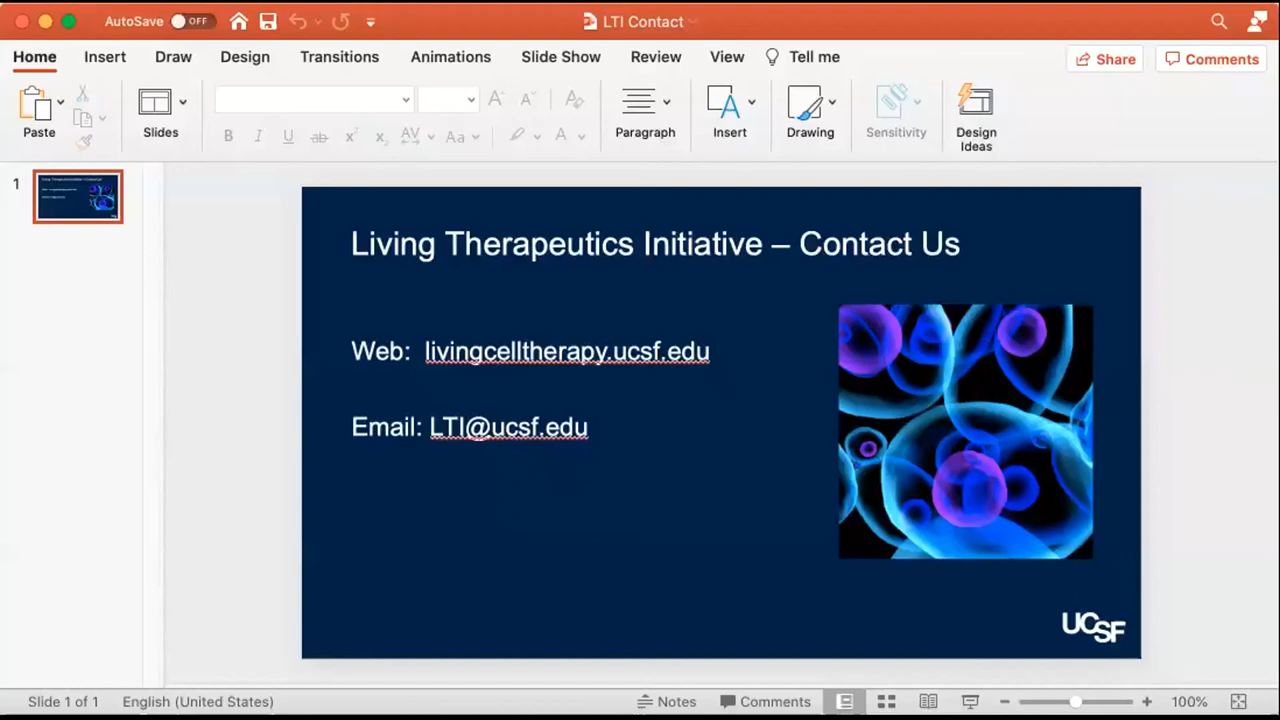 AutoSave OFF
LTI Contact
Home Insert Draw Design Transitions Animations Slide Show Review View Tell me Share Comments
Paste Slides Paragraph Insert Drawing Sensitivity Design
Ideas
1
Living Therapeutics Initiative – Contact Us
Web: livingcelltherapy.ucsf.edu
Email: LTI@ucsf.edu
UCSF
Slide 1 of 1 English (United States) Notes Comments 100%